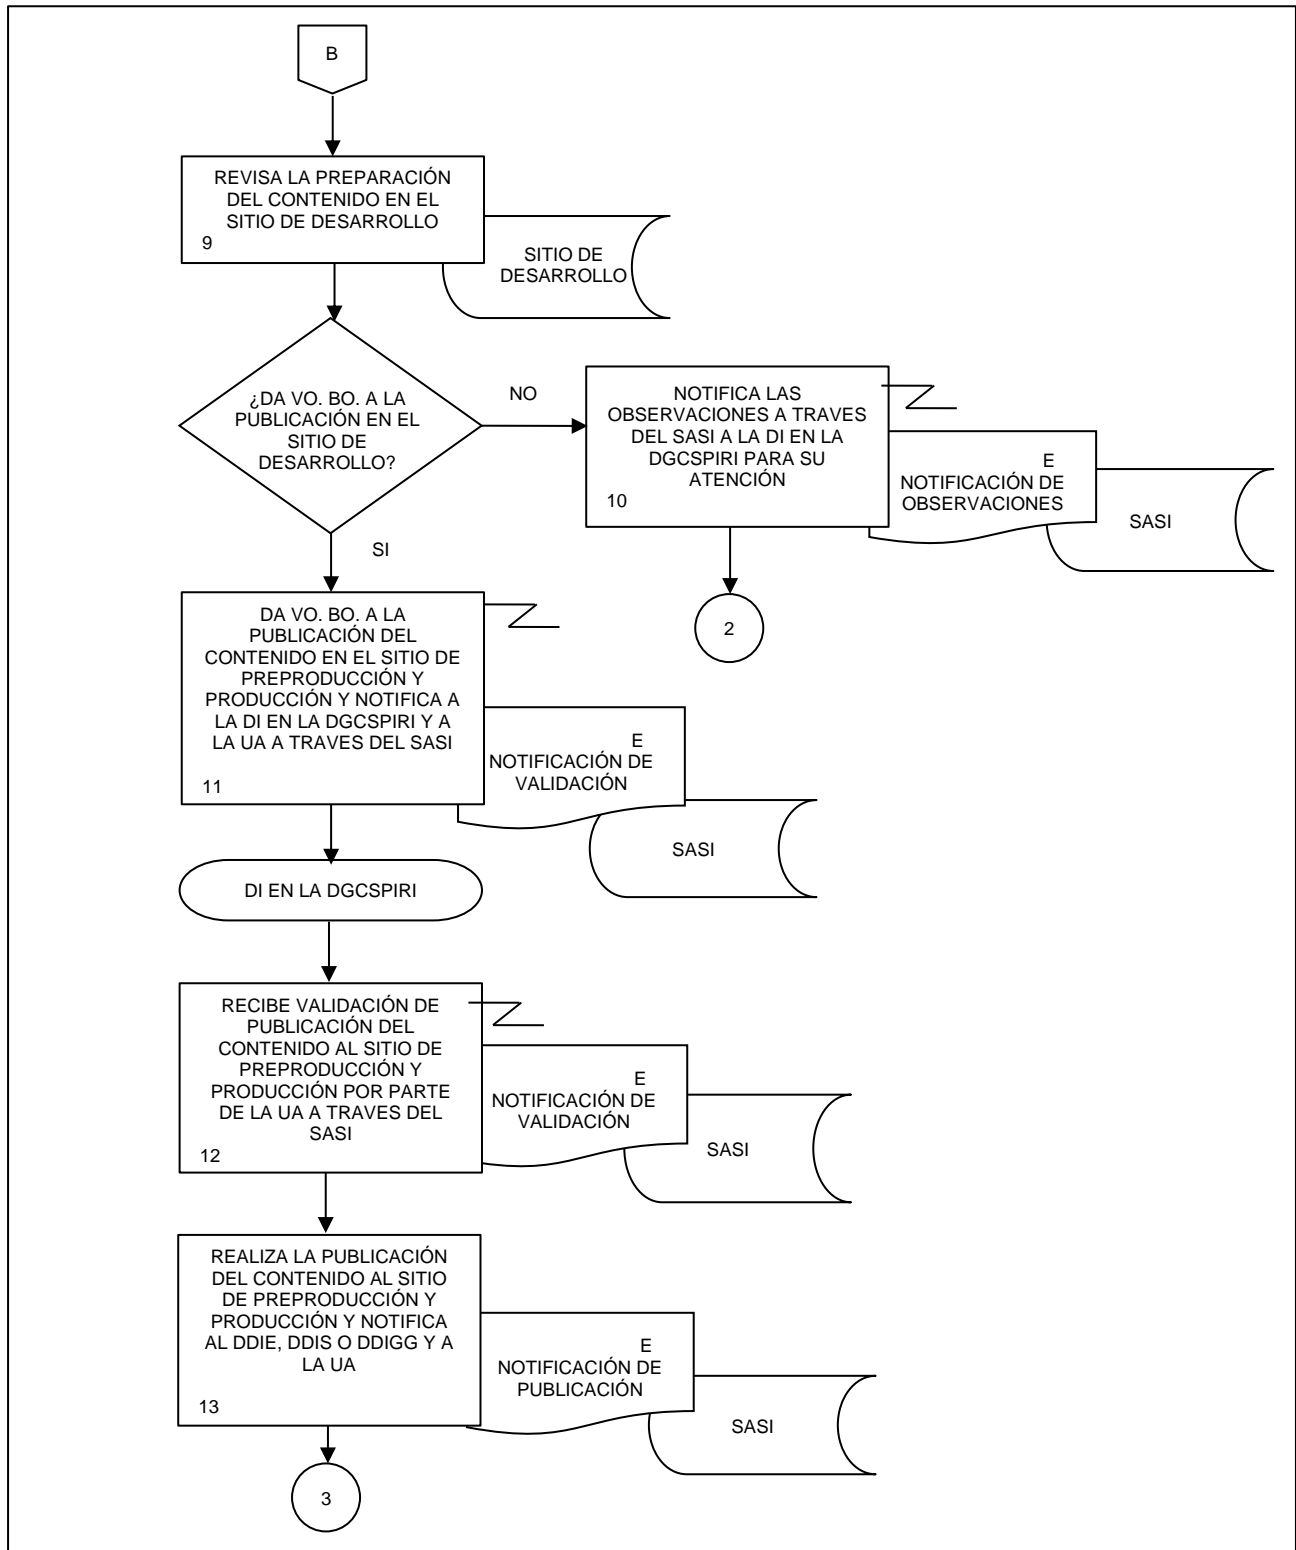 B
REVISA LA PREPARACIÓN
DEL CONTENIDO EN EL
SITIO DE DESARROLLO
9
SITIO DE
DESARROLLO
¿DA VO. BO. A LA
PUBLICACIÓN EN EL
SITIO DE
DESARROLLO?
NO
NOTIFICA LAS
OBSERVACIONES A TRAVES
DEL SASI A LA DI EN LA
DGCSPIRI PARA SU
ATENCIÓN
10
E
NOTIFICACIÓN DE
OBSERVACIONES
SASI
2
SI
DA VO. BO. A LA
PUBLICACIÓN DEL
CONTENIDO EN EL SITIO DE
PREPRODUCCIÓN Y
PRODUCCIÓN Y NOTIFICA A
LA DI EN LA DGCSPIRI Y A
LA UA A TRAVES DEL SASI
11
E
NOTIFICACIÓN DE
VALIDACIÓN
SASI
DI EN LA DGCSPIRI
RECIBE VALIDACIÓN DE
PUBLICACIÓN DEL
CONTENIDO AL SITIO DE
PREPRODUCCIÓN Y
PRODUCCIÓN POR PARTE
DE LA UA A TRAVES DEL
SASI
12
E
NOTIFICACIÓN DE
VALIDACIÓN
SASI
REALIZA LA PUBLICACIÓN
DEL CONTENIDO AL SITIO
DE PREPRODUCCIÓN Y
PRODUCCIÓN Y NOTIFICA
AL DDIE, DDIS O DDIGG Y A
LA UA
13
E
NOTIFICACIÓN DE
PUBLICACIÓN
SASI
3